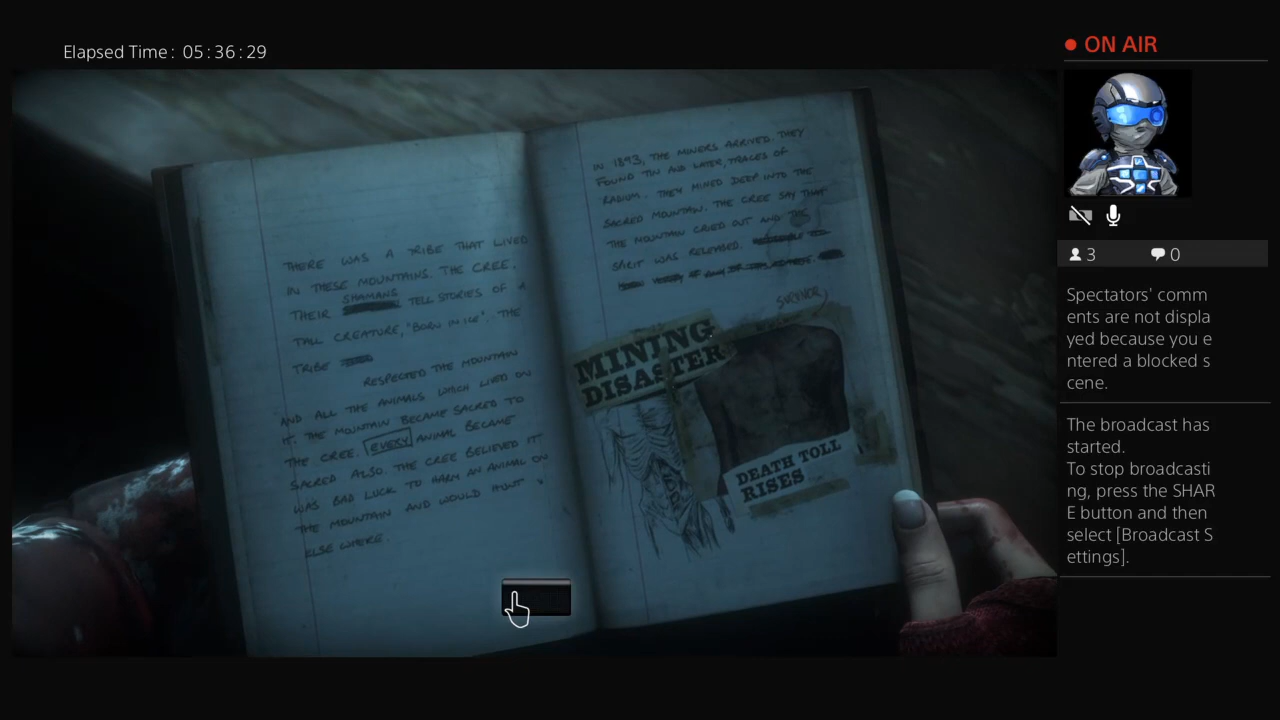 Elapsed Time: 05:36:29
ON AIR
3
0
Spectators' comm
ents are not displa
yed because you e
ntered a blocked s
cene.
The broadcast has
started.
To stop broadcasti
ng, press the SHAR
E button and then
select [Broadcast S
ettings].
THERE WAS A TRIBE THAT LIVED
IN THESE MOUNTAINS. THE CREE.
SHAMANS
THEIR TELL STORIES OF A
TALL CREATURE, "BORN IN ICE". THE
TRIBE
RESPECTED THE MOUNTAIN
AND ALL THE ANIMALS WHICH LIVED ON
IT. THE MOUNTAIN BECAME SACRED TO
THE CREE. EVERY ANIMAL BECAME
SACRED ALSO. THE CREE BELIEVED IT
WAS BAD LUCK TO HARM AN ANIMAL ON
THE MOUNTAIN AND WOULD HUNT
ELSE WHERE.
IN 1893, THE MINERS ARRIVED. THEY
FOUND TIN AND LATER, TRACES OF
RADIUM. THEY MINED DEEP INTO THE
SACRED MOUNTAIN. THE CREE SAY THAT
THE MOUNTAIN CRIED OUT AND THE
SPIRIT WAS RELEASED.
SURVIVOR
MINING
DISASTER
DEATH TOLL
RISES